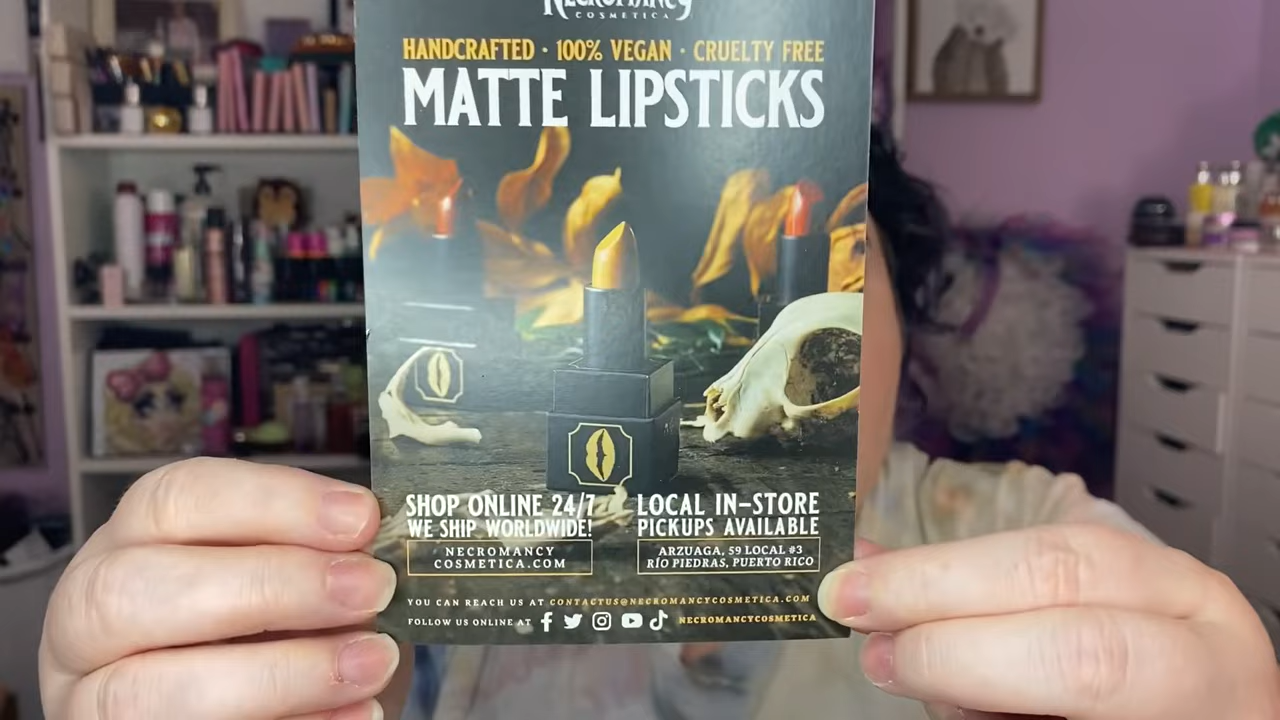 NECROMANCY
COSMETICA
HANDCRAFTED · 100% VEGAN · CRUELTY FREE
MATTE LIPSTICKS
SHOP ONLINE 24/7
WE SHIP WORLDWIDE!
NECROMANCY
COSMETICA.COM
LOCAL IN-STORE
PICKUPS AVAILABLE
ARZUAGA, 59 LOCAL #3
RÍO PIEDRAS, PUERTO RICO
YOU CAN REACH US AT CONTACTUS@NECROMANCYCOSMETICA.COM
FOLLOW US ONLINE AT NECROMANCYCOSMETICA